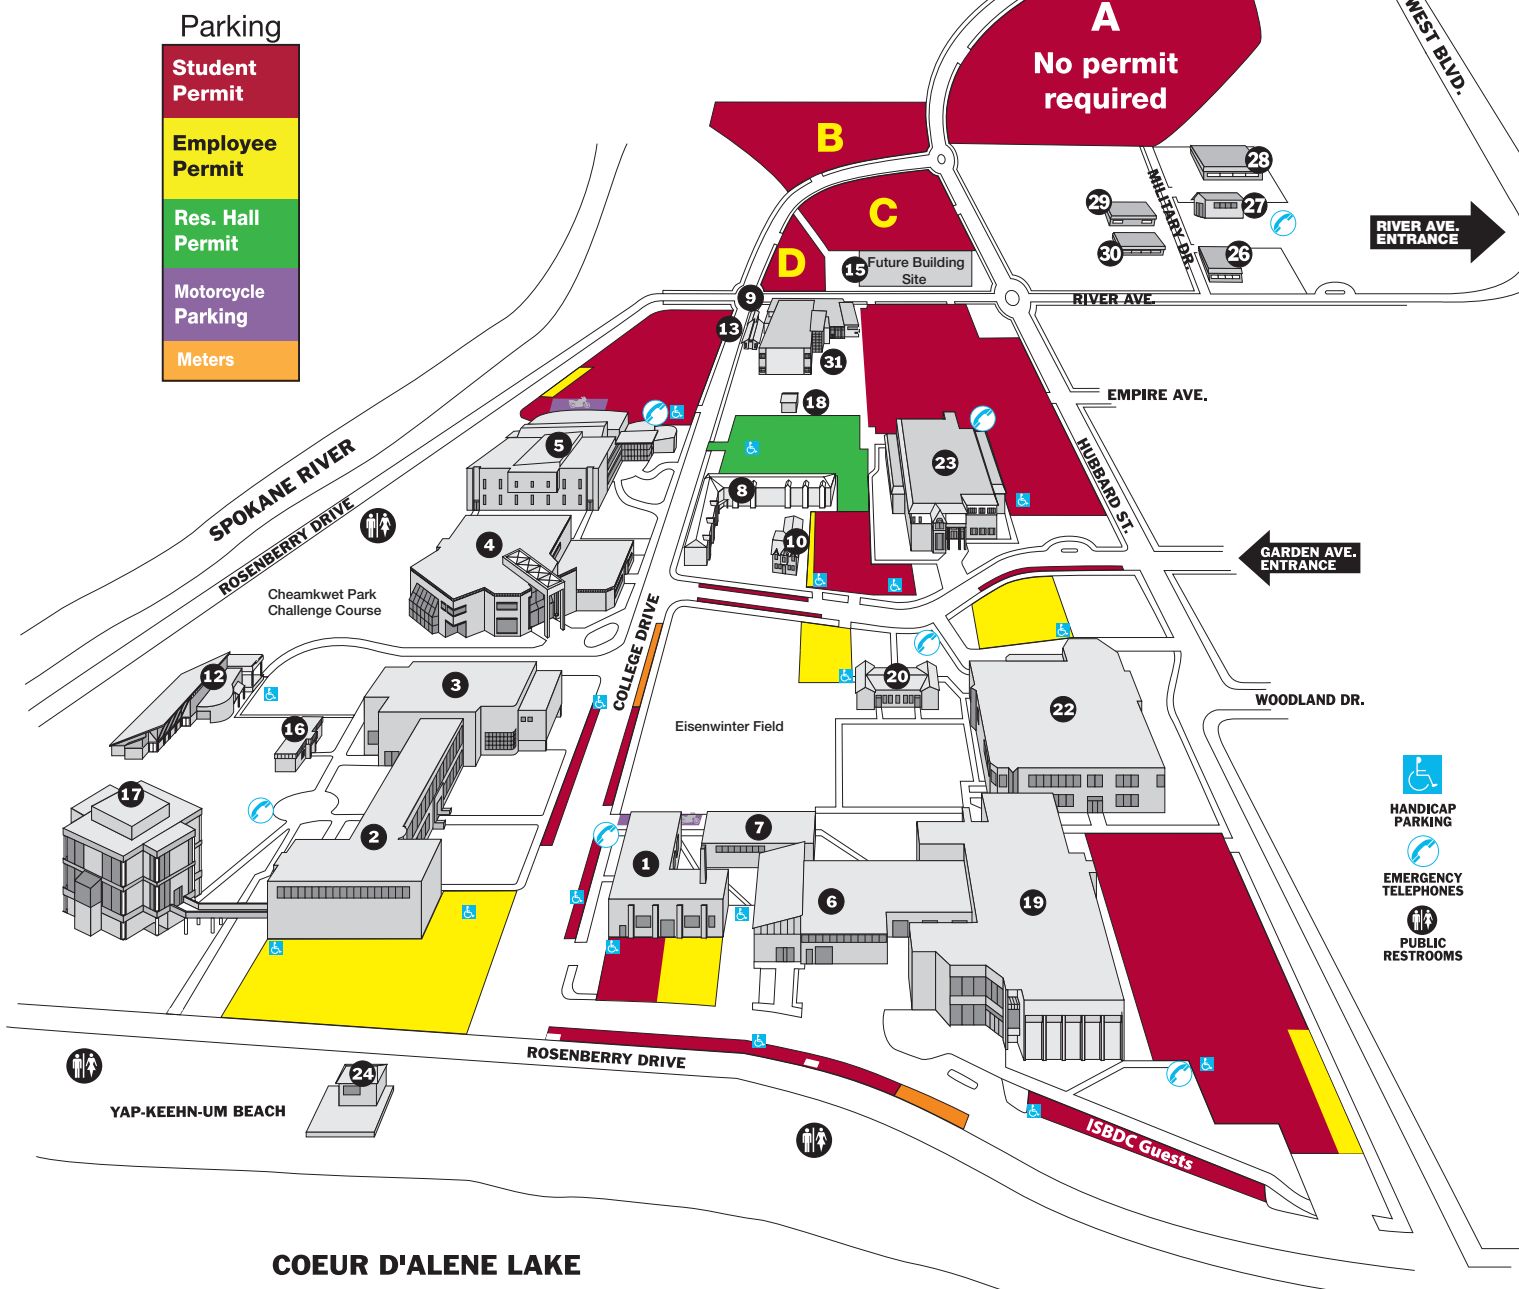 Parking
Student
Permit
Employee
Permit
Res. Hall
Permit
Motorcycle
Parking
Meters
A
No permit
required
WEST BLVD.
B
C
D
15
Future Building
Site
28
27
29
30
26
MILITARY DR.
RIVER AVE.
ENTRANCE
RIVER AVE.
9
13
31
18
EMPIRE AVE.
5
23
8
10
4
HUBBARD ST.
SPOKANE RIVER
ROSENBERRY DRIVE
GARDEN AVE.
ENTRANCE
Cheamkwet Park
Challenge Course
COLLEGE DRIVE
12
3
16
20
22
WOODLAND DR.
Eisenwinter Field
17
2
1
7
6
19
HANDICAP
PARKING
EMERGENCY
TELEPHONES
PUBLIC
RESTROOMS
ROSENBERRY DRIVE
24
YAP-KEEHN-UM BEACH
ISBDC Guests
COEUR D'ALENE LAKE